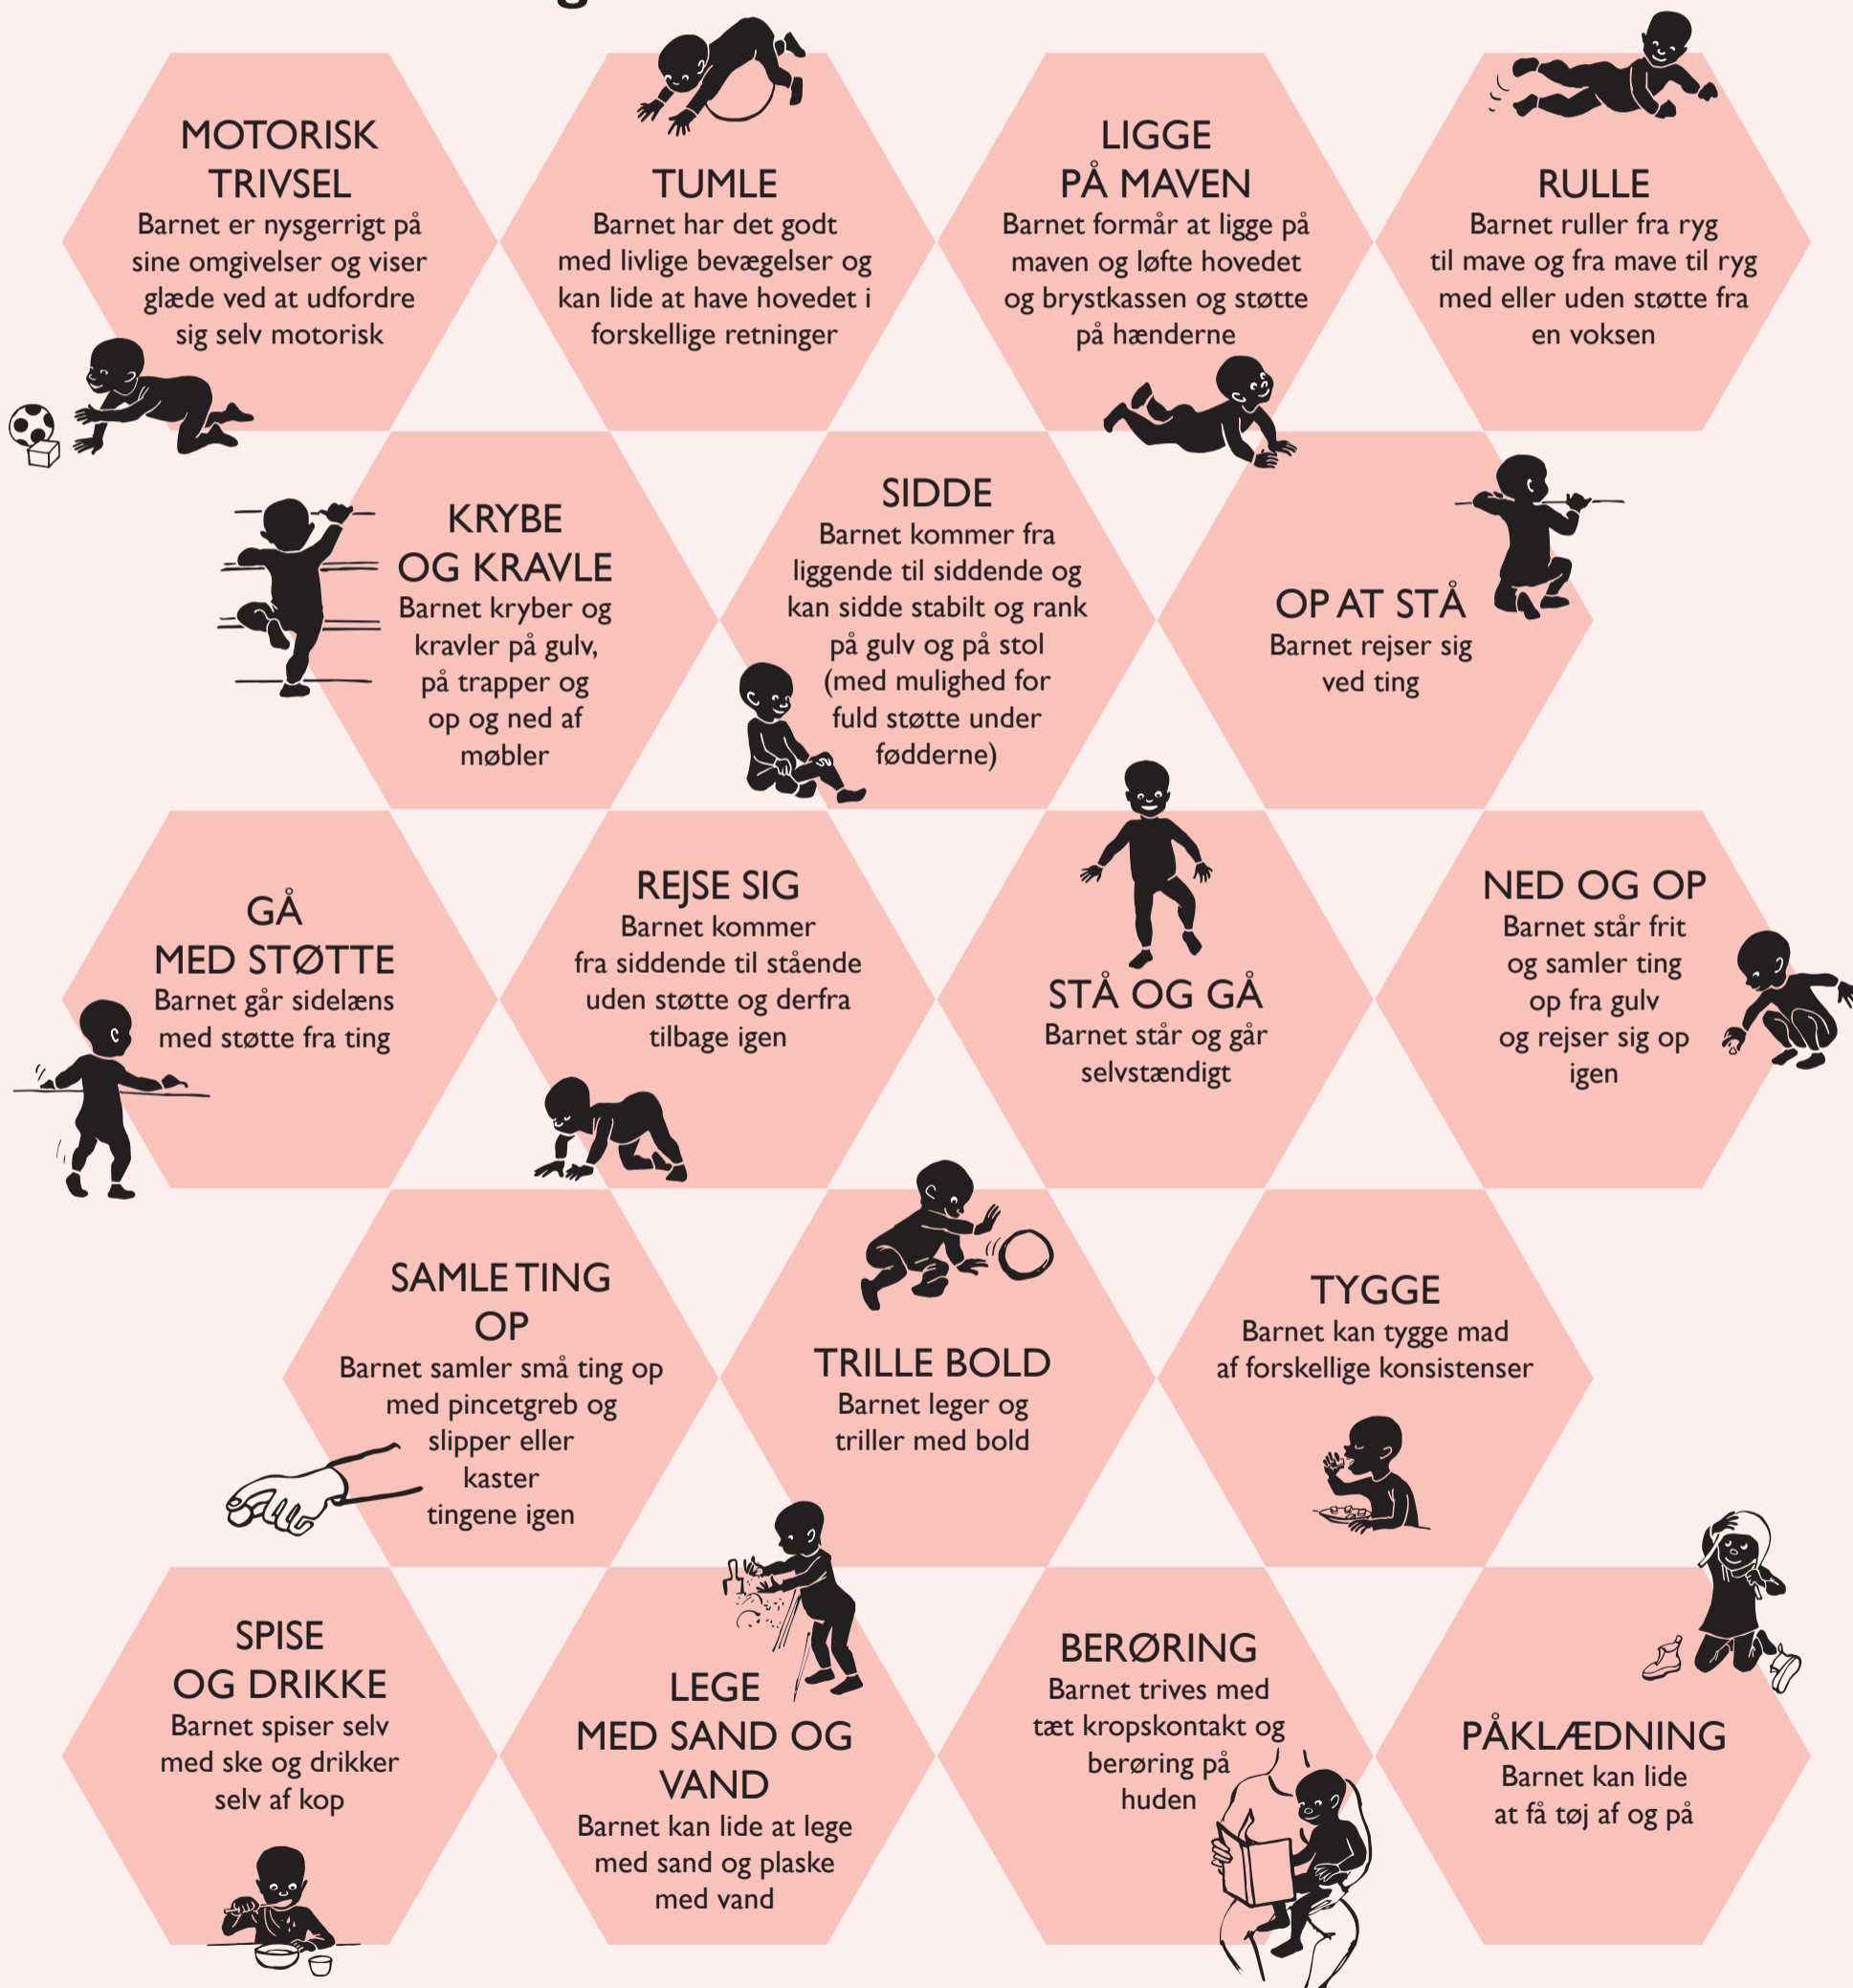 MOTORISK
TRIVSEL
Barnet er nysgerrigt på
sine omgivelser og viser
glæde ved at udfordre
sig selv motorisk
TUMLE
Barnet har det godt
med livlige bevægelser og
kan lide at have hovedet i
forskellige retninger
LIGGE
PÅ MAVEN
Barnet formår at ligge på
maven og løfte hovedet
og brystkassen og støtte
på hænderne
RULLE
Barnet ruller fra ryg
til mave og fra mave til ryg
med eller uden støtte fra
en voksen
KRYBE
OG KRAVLE
Barnet kryber og
kravler på gulv,
på trapper og
op og ned af
møbler
SIDDE
Barnet kommer fra
liggende til siddende og
kan sidde stabilt og rank
på gulv og på stol
(med mulighed for
fuld støtte under
fødderne)
OP AT STÅ
Barnet rejser sig
ved ting
GÅ
MED STØTTE
Barnet går sidelæns
med støtte fra ting
REJSE SIG
Barnet kommer
fra siddende til stående
uden støtte og derfra
tilbage igen
STÅ OG GÅ
Barnet står og går
selvstændigt
NED OG OP
Barnet står frit
og samler ting
op fra gulv
og rejser sig op
igen
SAMLE TING
OP
Barnet samler små ting op
med pincetgreb og
slipper eller
kaster
tingene igen
TRILLE BOLD
Barnet leger og
triller med bold
TYGGE
Barnet kan tygge mad
af forskellige konsistenser
SPISE
OG DRIKKE
Barnet spiser selv
med ske og drikker
selv af kop
LEGE
MED SAND OG
VAND
Barnet kan lide at lege
med sand og plaske
med vand
BERØRING
Barnet trives med
tæt kropskontakt og
berøring på
huden
PÅKLÆDNING
Barnet kan lide
at få tøj af og på